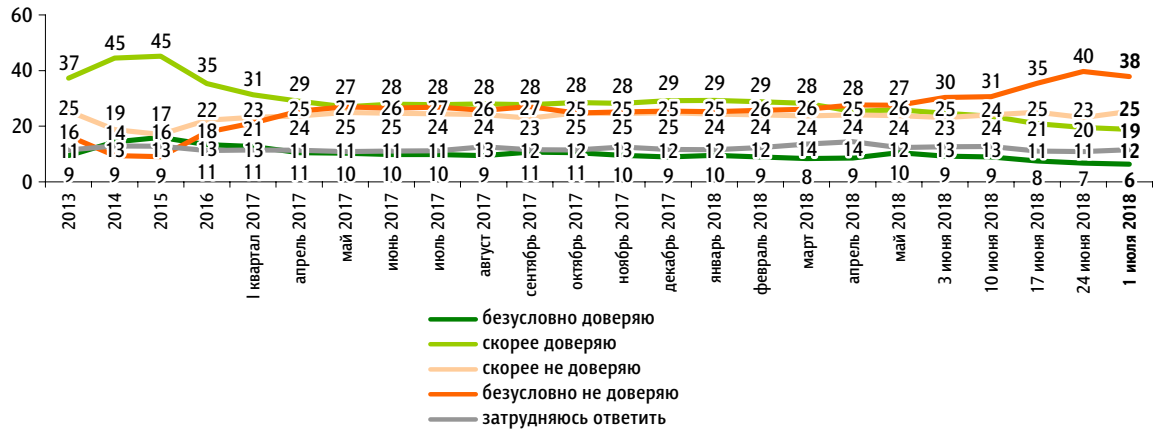 60
40
20
0
37 45 45 35 31 29 27 28 28 28 28 28 28 29 29 29 28 28 27 30 31 35 40 38
25 19 17 22 23 25 27 26 27 26 27 25 25 25 25 26 26 25 26 25 24 25 23 25
16 14 16 18 21 24 25 25 24 24 23 25 25 25 24 24 24 24 24 23 24 21 20 19
11 13 13 13 13 11 11 11 11 13 12 12 13 12 12 12 14 14 12 13 13 11 11 12
9 9 9 11 11 11 10 10 10 9 11 11 10 9 10 9 8 9 10 9 9 8 7 6
2013
2014
2015
2016
I квартал 2017
апрель 2017
май 2017
июнь 2017
июль 2017
август 2017
сентябрь 2017
октябрь 2017
ноябрь 2017
декабрь 2017
январь 2018
февраль 2018
март 2018
апрель 2018
май 2018
3 июня 2018
10 июня 2018
17 июня 2018
24 июня 2018
1 июля 2018
безусловно доверяю
скорее доверяю
скорее не доверяю
безусловно не доверяю
затрудняюсь ответить